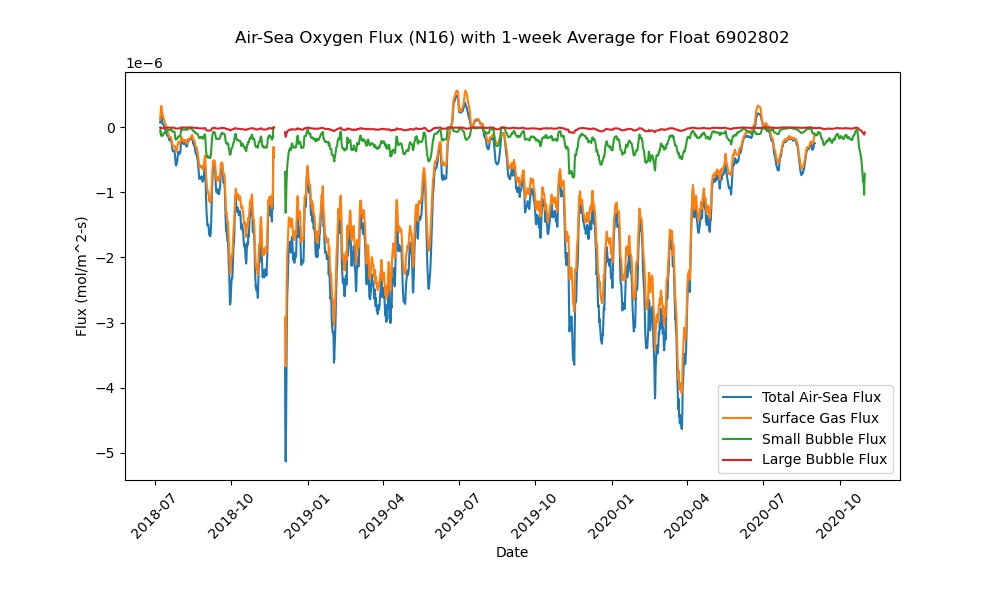 Air-Sea Oxygen Flux (N16) with 1-week Average for Float 6902802
1e−6
0
−1
−2
−3
−4
−5
Flux (mol/m^2-s)
Total Air-Sea Flux
Surface Gas Flux
Small Bubble Flux
Large Bubble Flux
2018-07
2018-10
2019-01
2019-04
2019-07
2019-10
2020-01
2020-04
2020-07
2020-10
Date